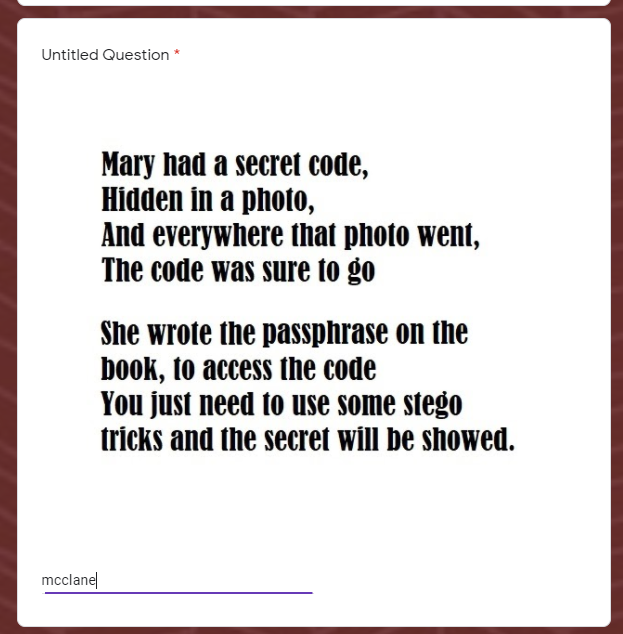 Untitled Question *
Mary had a secret code,
Hidden in a photo,
And everywhere that photo went,
The code was sure to go
She wrote the passphrase on the
book, to access the code
You just need to use some stego
tricks and the secret will be showed.
mcclane